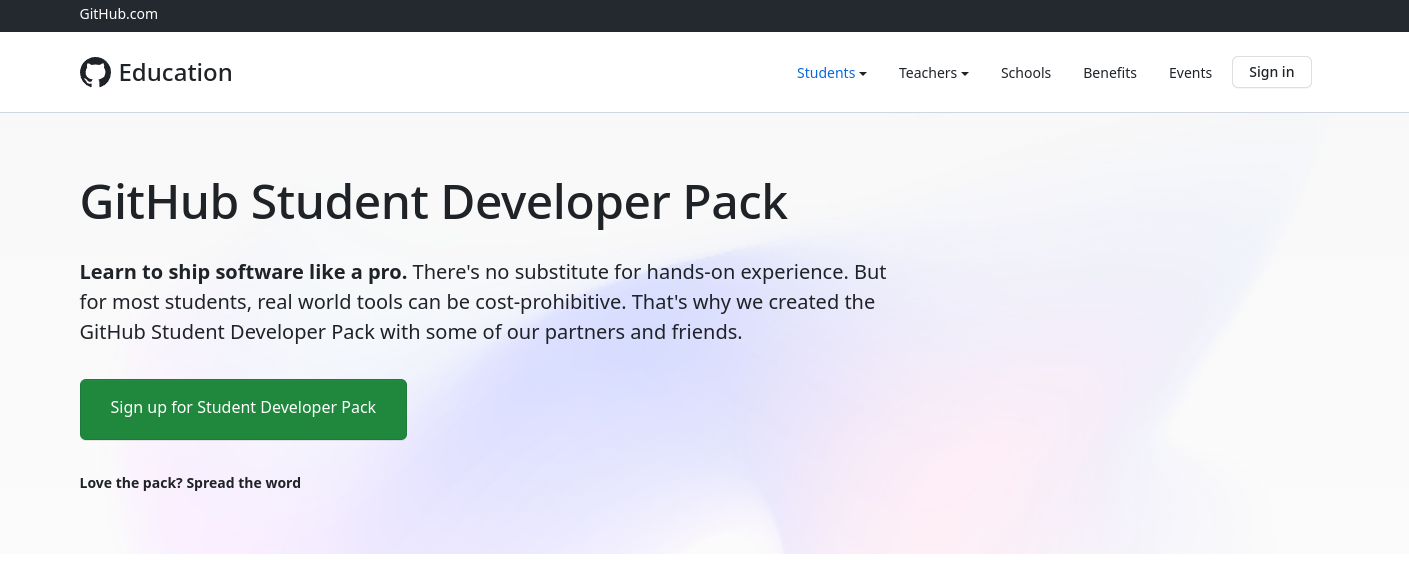 GitHub.com
Education
Students
Teachers
Schools
Benefits
Events
Sign in
GitHub Student Developer Pack
Learn to ship software like a pro. There's no substitute for hands-on experience. But
for most students, real world tools can be cost-prohibitive. That's why we created the
GitHub Student Developer Pack with some of our partners and friends.
Sign up for Student Developer Pack
Love the pack? Spread the word